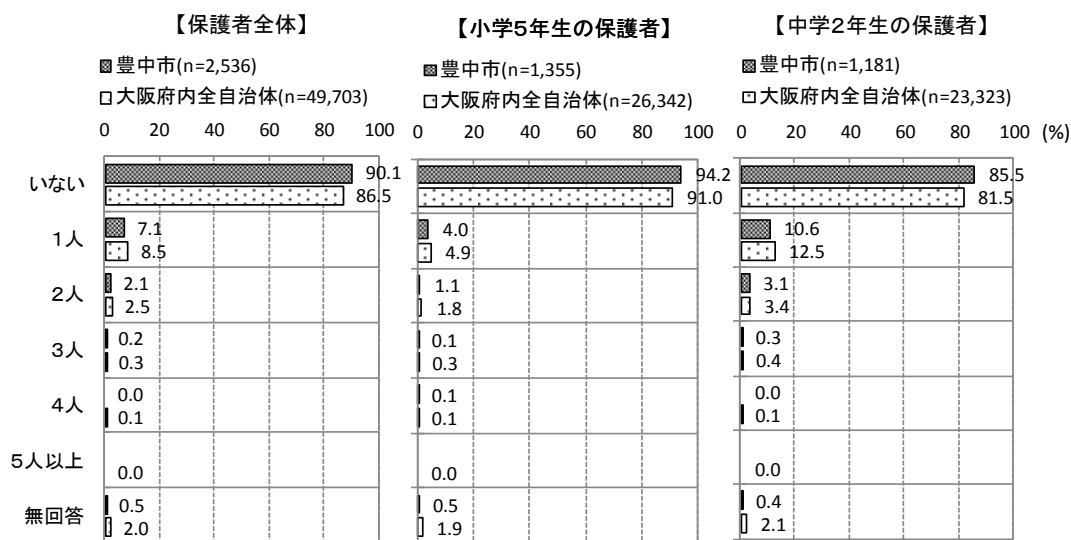 【保護者全体】 【小学5年生の保護者】 【中学2年生の保護者】
豊中市(n=2,536) 豊中市(n=1,355) 豊中市(n=1,181)
大阪府内全自治体(n=49,703) 大阪府内全自治体(n=26,342) 大阪府内全自治体(n=23,323)
0 20 40 60 80 100 0 20 40 60 80 100 0 20 40 60 80 100 (%)
いない 90.1 94.2 85.5
86.5 91.0 81.5
1人 7.1 4.0 10.6
8.5 4.9 12.5
2人 2.1 1.1 3.1
2.5 1.8 3.4
3人 0.2 0.1 0.3
0.3 0.3 0.4
4人 0.0 0.1 0.0
0.1 0.1 0.1
5人以上 0.0 0.0 0.0
無回答 0.5 0.5 0.4
2.0 1.9 2.1